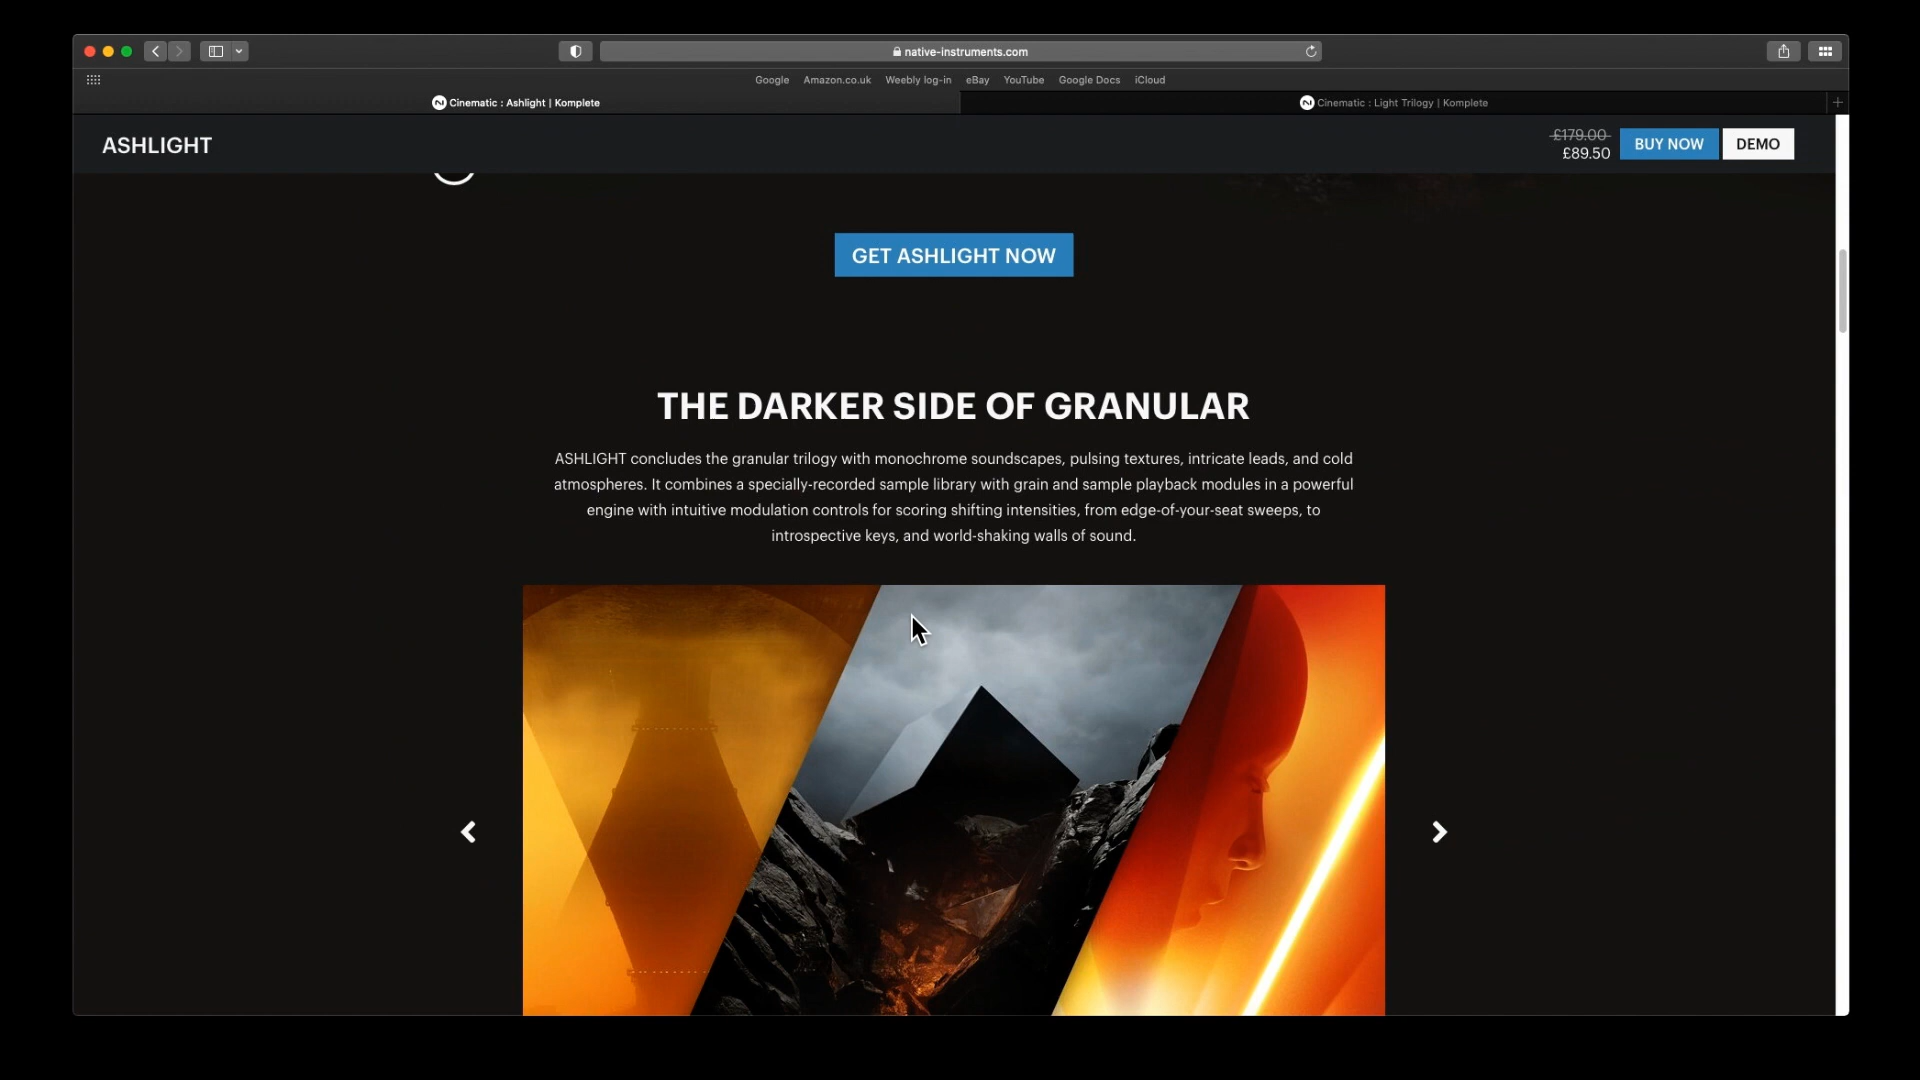 native-instruments.com
Google Amazon.co.uk Weebly log-in eBay YouTube Google Docs iCloud
Cinematic : Ashlight | Komplete
Cinematic : Light Trilogy | Komplete
ASHLIGHT
£179.00
£89.50
BUY NOW
DEMO
GET ASHLIGHT NOW
THE DARKER SIDE OF GRANULAR
ASHLIGHT concludes the granular trilogy with monochrome soundscapes, pulsing textures, intricate leads, and cold
atmospheres. It combines a specially-recorded sample library with grain and sample playback modules in a powerful
engine with intuitive modulation controls for scoring shifting intensities, from edge-of-your-seat sweeps, to
introspective keys, and world-shaking walls of sound.